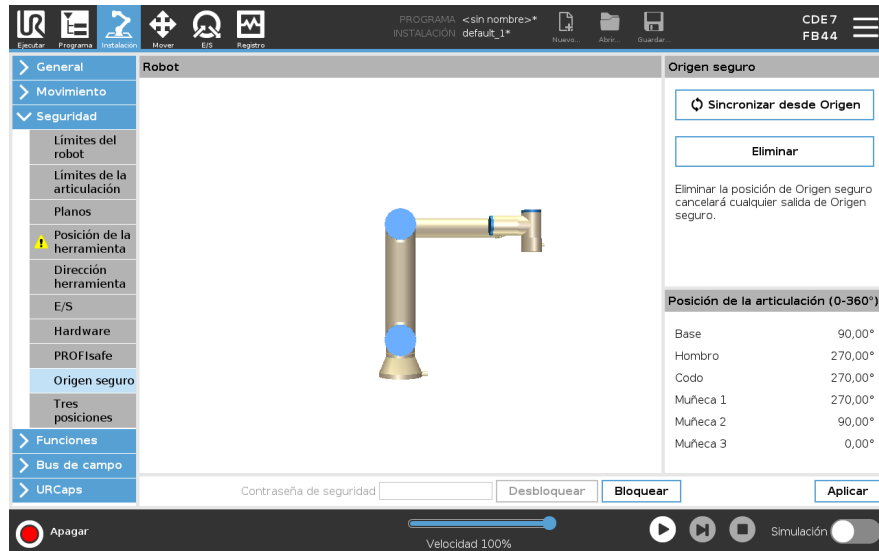 UR
Ejecutar
Programa
Instalación
Mover
E/S
Registro
PROGRAMA <sin nombre>*
INSTALACIÓN default_1*
Nuevo...
Abrir...
Guardar...
CDE7
FB44
General
Movimiento
Seguridad
Límites del
robot
Límites de la
articulación
Planos
Posición de la
herramienta
Dirección
herramienta
E/S
Hardware
PROFIsafe
Origen seguro
Tres
posiciones
Funciones
Bus de campo
URCaps
Robot
Origen seguro
Sincronizar desde Origen
Eliminar
Eliminar la posición de Origen seguro
cancelará cualquier salida de Origen
seguro.
Posición de la articulación (0-360°)
Base 90,00°
Hombro 270,00°
Codo 270,00°
Muñeca 1 270,00°
Muñeca 2 90,00°
Muñeca 3 0,00°
Contraseña de seguridad
Desbloquear
Bloquear
Aplicar
Apagar
Velocidad 100%
Simulación